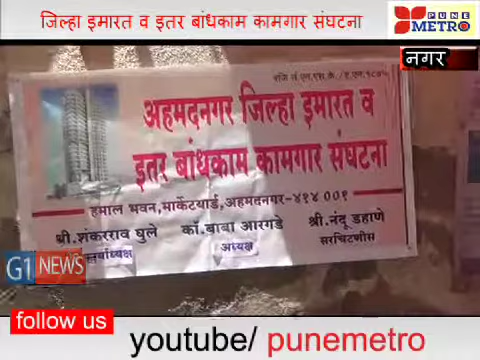 जिल्हा इमारत व इतर बांधकाम कामगार संघटना
PUNE
METRO
नगर
अहमदनगर जिल्हा इमारत व
इतर बांधकाम कामगार संघटना
हमाल भवन,मार्केटयार्ड,अहमदनगर-४१४ ००१
श्री.शंकरराव घुले
कॉ.बाबा आरगडे
श्री.नंदू डहाणे
अध्यक्ष
सरचिटणीस
G1 NEWS
follow us
youtube/ punemetro